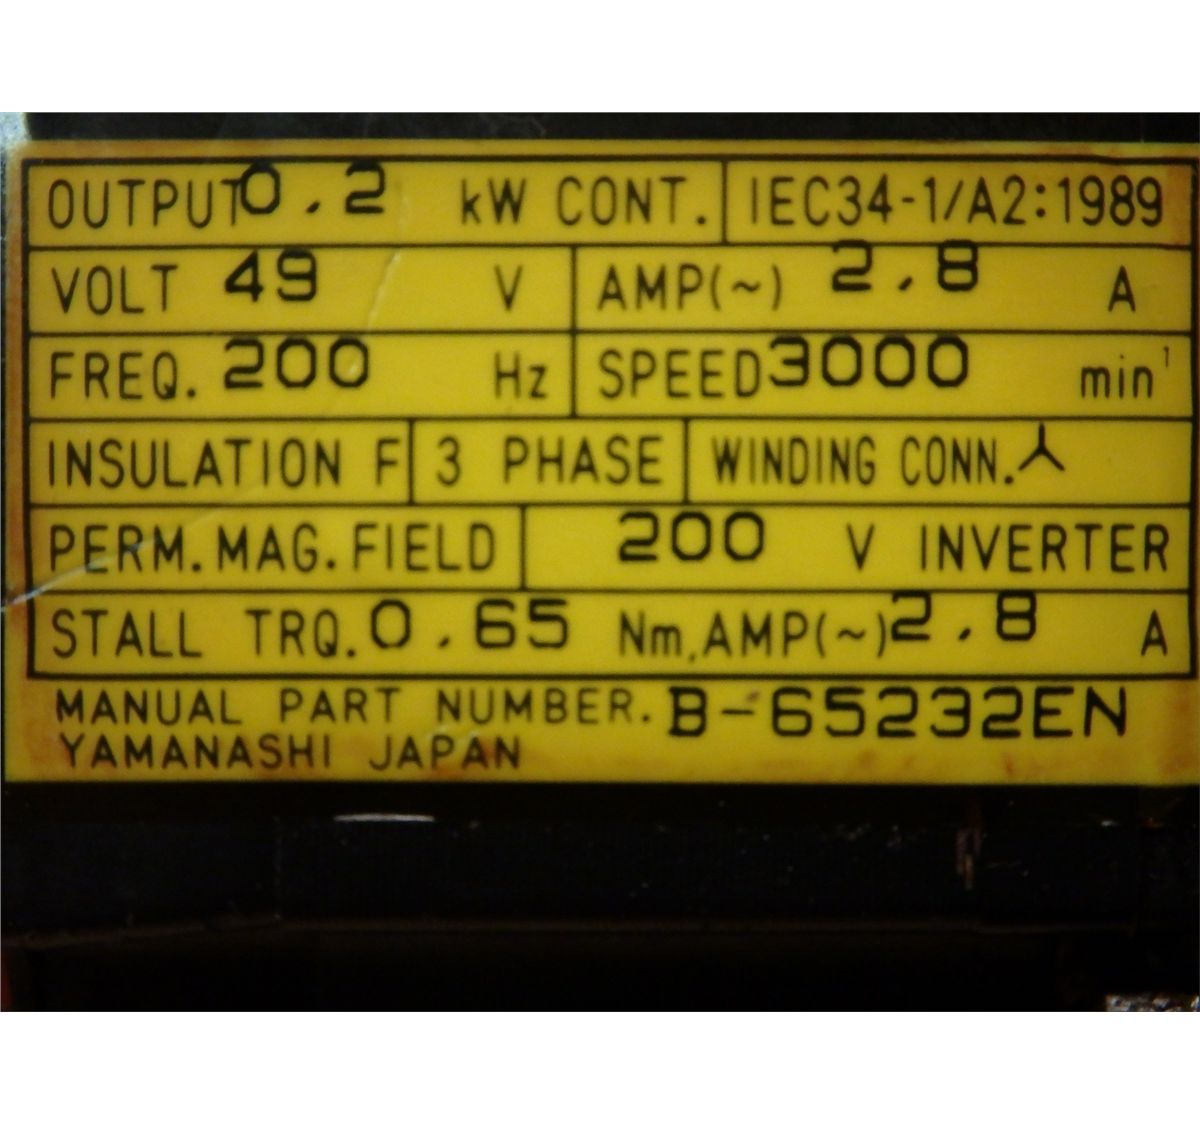 OUTPUT 0.2 kW CONT. IEC34-1/A2:1989
VOLT 49 V AMP(~) 2.8 A
FREQ. 200 Hz SPEED 3000 min¹
INSULATION F 3 PHASE WINDING CONN.
PERM.MAG.FIELD 200 V INVERTER
STALL TRQ. 0.65 Nm,AMP(~) 2.8 A
MANUAL PART NUMBER. B-65232EN
YAMANASHI JAPAN